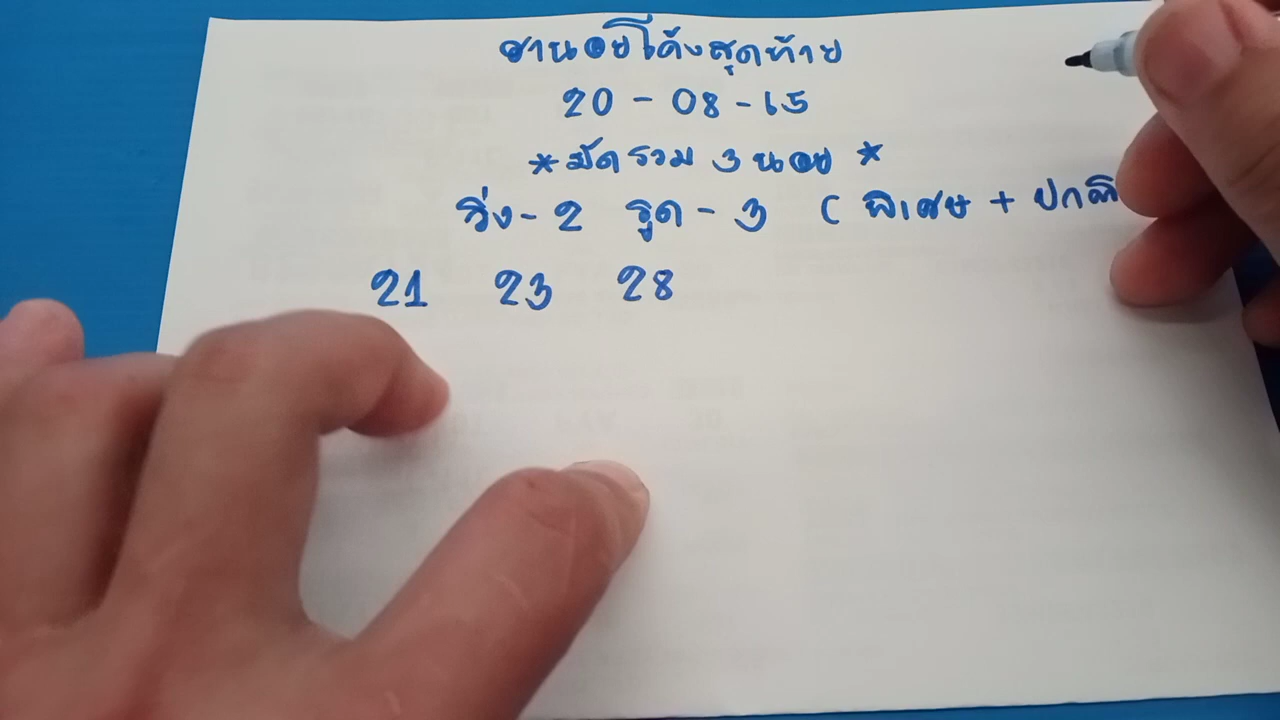 ฮานอยโค้งสุดท้าย
20 - 08 - 65
*มัดรวม 3 นอย *
วิ่ง - 2 รูด - 3 ( พิเศษ + ปกติ
21 23 28